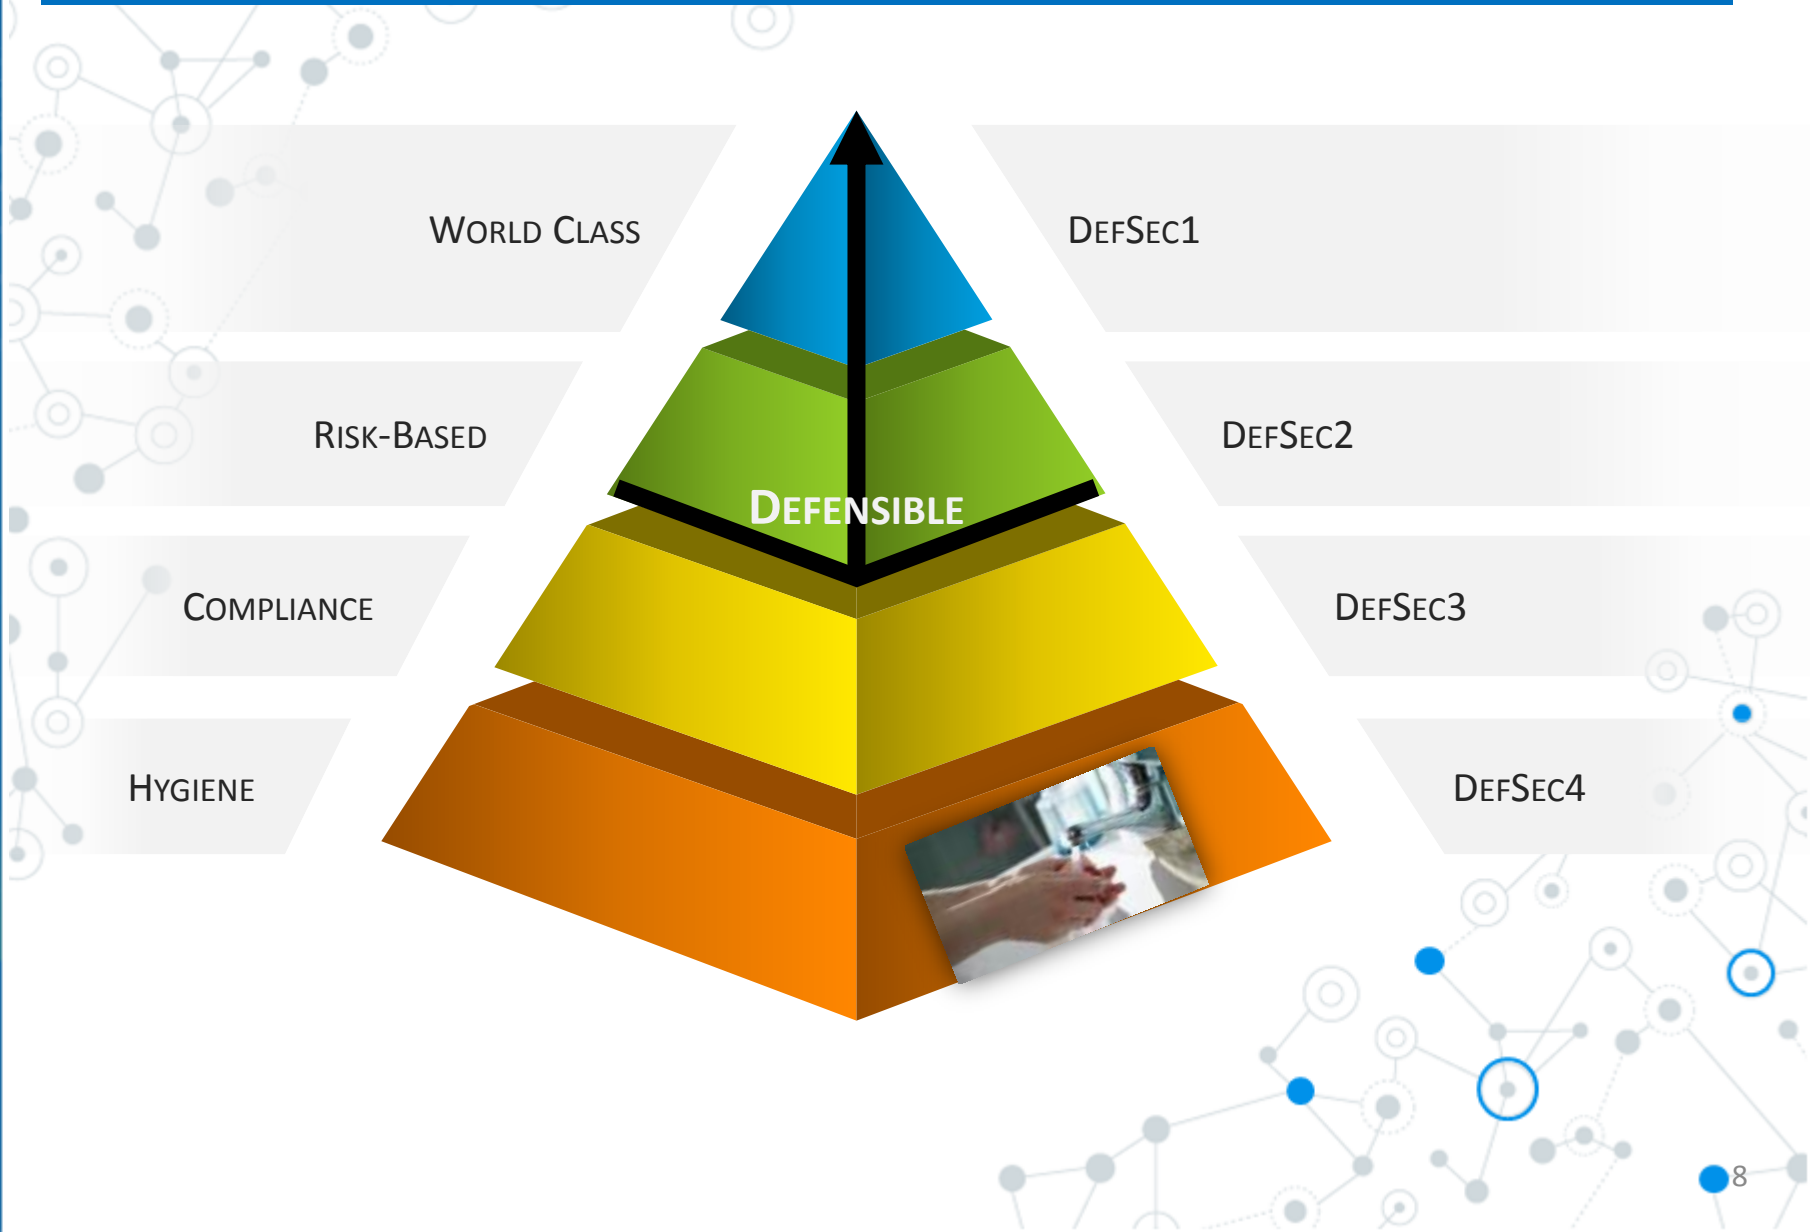 World Class
DefSec1
Risk-Based
DefSec2
Defensible
Compliance
DefSec3
Hygiene
DefSec4
8